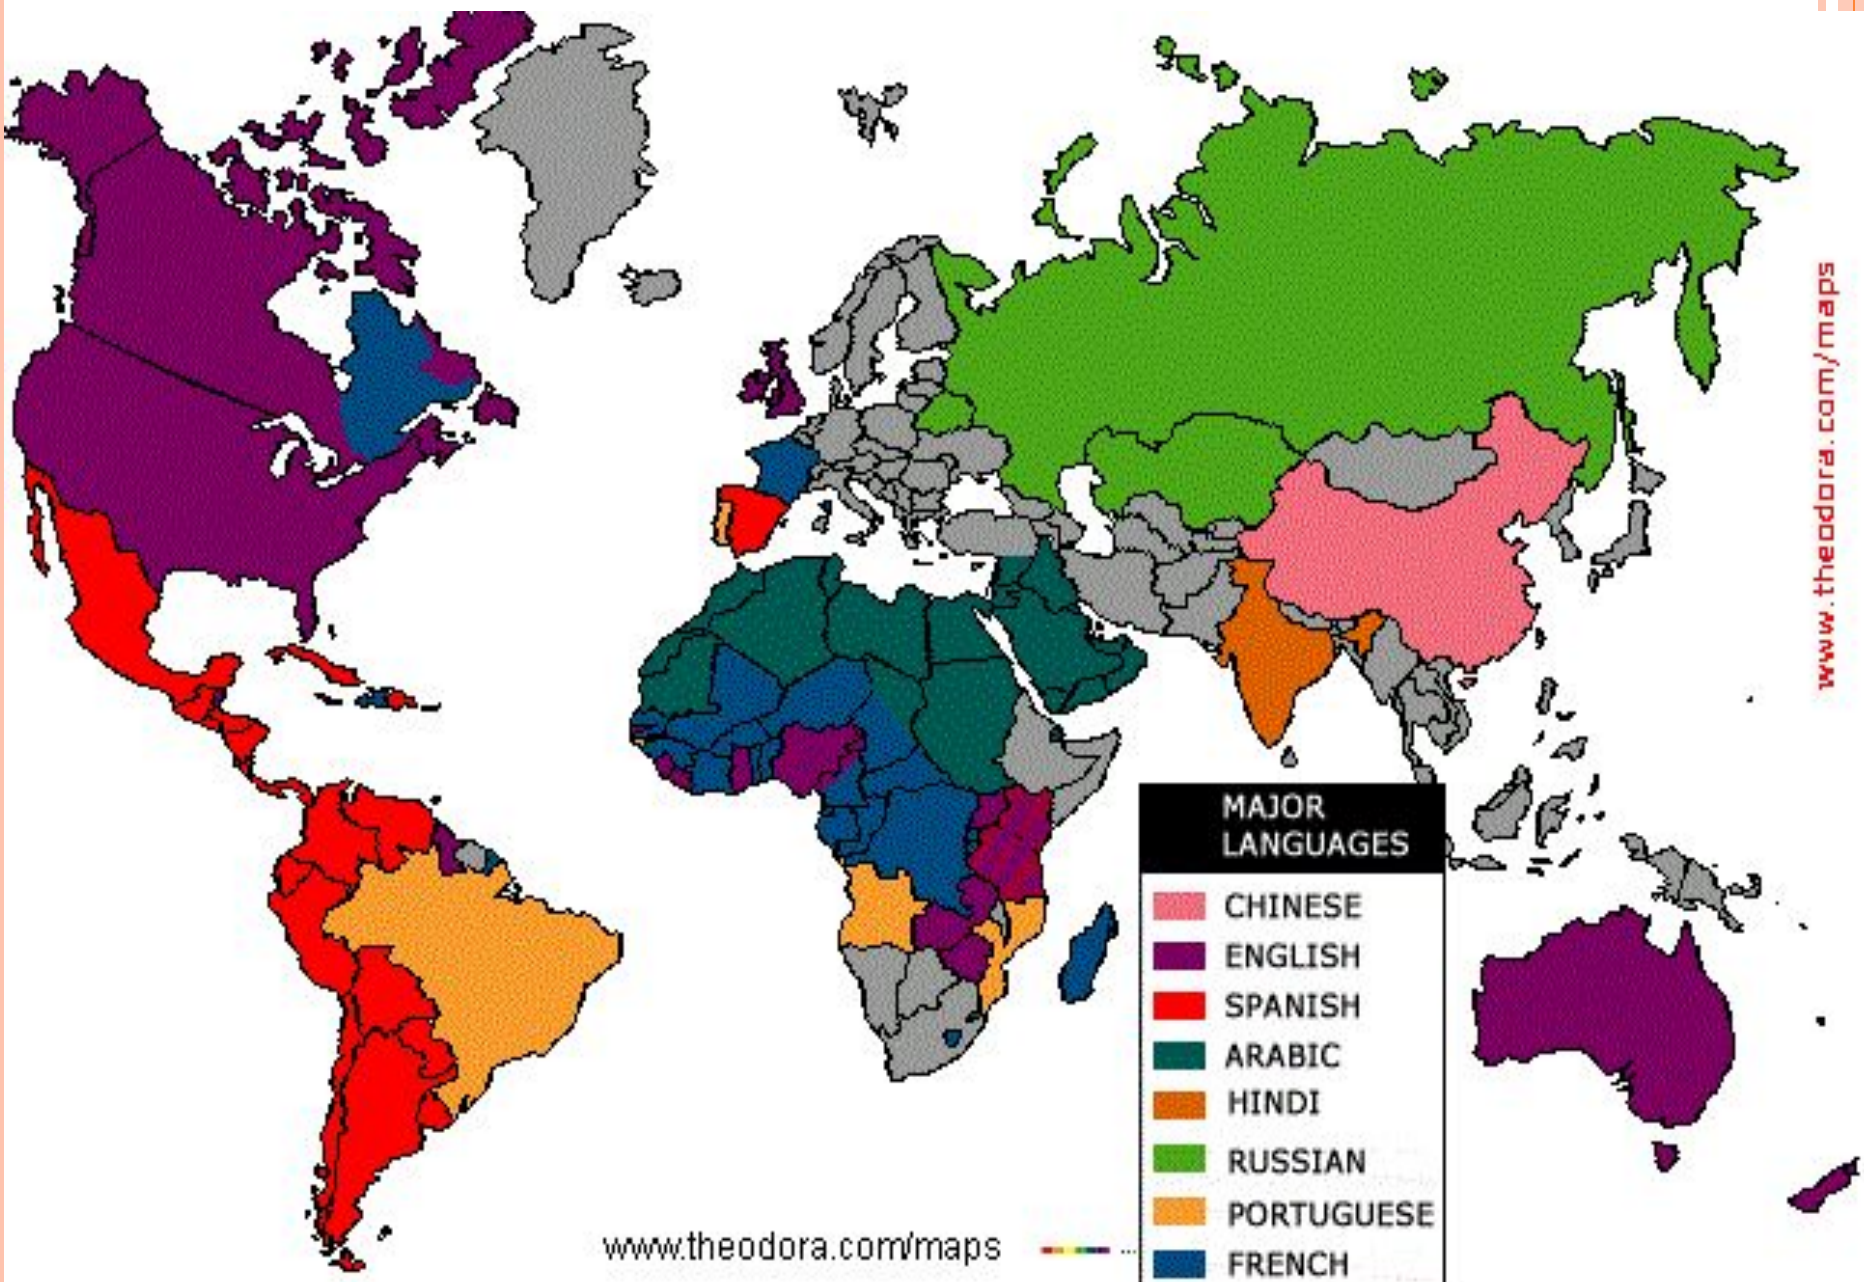 www.theodora.com/maps
MAJOR
LANGUAGES
CHINESE
ENGLISH
SPANISH
ARABIC
HINDI
RUSSIAN
PORTUGUESE
FRENCH
www.theodora.com/maps